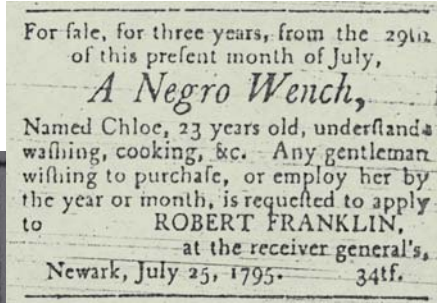 For ſale, for three years, from the 29th
of this preſent month of July,
A Negro Wench,
Named Chloe, 23 years old, underſtands
waſhing, cooking, &c. Any gentleman
wiſhing to purchaſe, or employ her by
the year or month, is requeſted to apply
to ROBERT FRANKLIN,
at the receiver general's,
Newark, July 25, 1795. 34tf.